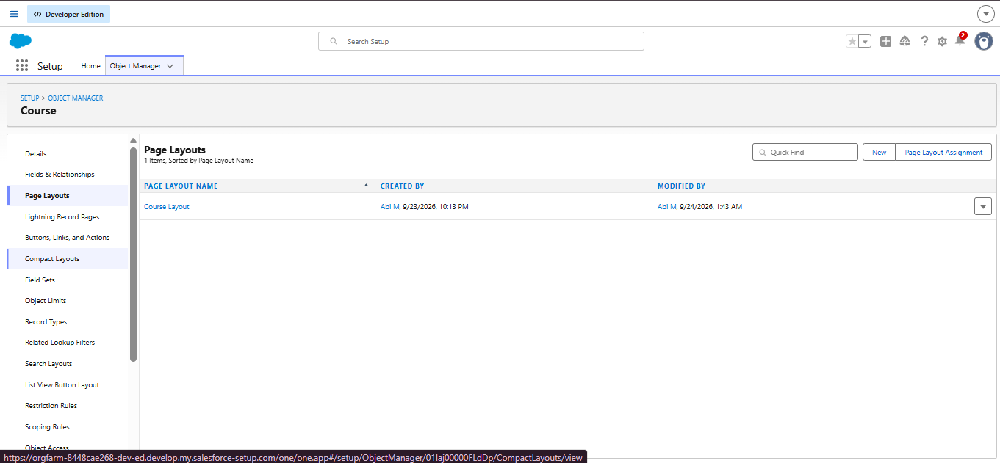 Developer Edition
Search Setup
2
Setup
Home
Object Manager
SETUP > OBJECT MANAGER
Course
Details
Fields & Relationships
Page Layouts
Lightning Record Pages
Buttons, Links, and Actions
Compact Layouts
Field Sets
Object Limits
Record Types
Related Lookup Filters
Search Layouts
List View Button Layout
Restriction Rules
Scoping Rules
Object Access
Page Layouts
1 Items, Sorted by Page Layout Name
Quick Find
New
Page Layout Assignment
PAGE LAYOUT NAME CREATED BY MODIFIED BY
Course Layout Abi M, 9/23/2026, 10:13 PM Abi M, 9/24/2026, 1:43 AM
https://orgfarm-8448cae268-dev-ed.develop.my.salesforce-setup.com/one/one.app#/setup/ObjectManager/01Iaj00000FLdDp/CompactLayouts/view